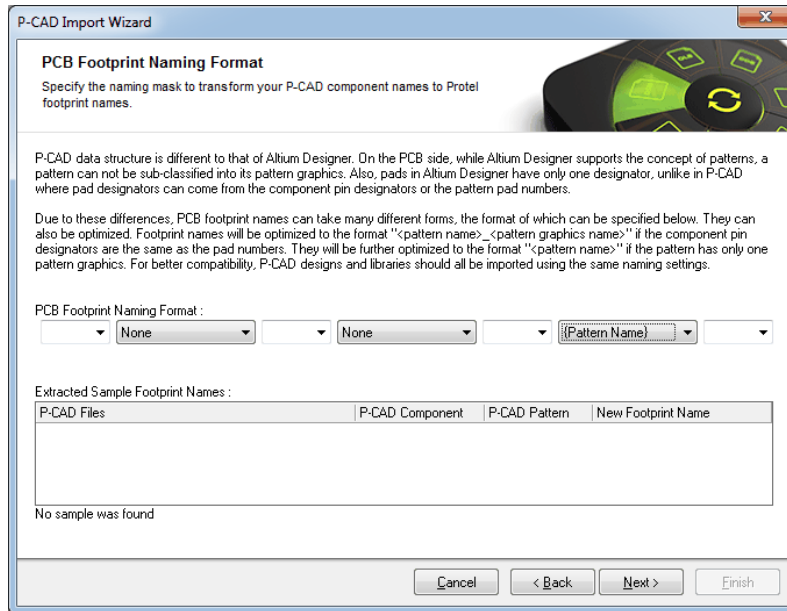 P-CAD Import Wizard
PCB Footprint Naming Format
Specify the naming mask to transform your P-CAD component names to Protel
footprint names.
P-CAD data structure is different to that of Altium Designer. On the PCB side, while Altium Designer supports the concept of patterns, a
pattern can not be sub-classified into its pattern graphics. Also, pads in Altium Designer have only one designator, unlike in P-CAD
where pad designators can come from the component pin designators or the pattern pad numbers.
Due to these differences, PCB footprint names can take many different forms, the format of which can be specified below. They can
also be optimized. Footprint names will be optimized to the format "<pattern name>_<pattern graphics name>" if the component pin
designators are the same as the pad numbers. They will be further optimized to the format "<pattern name>" if the pattern has only one
pattern graphics. For better compatibility, P-CAD designs and libraries should all be imported using the same naming settings.
PCB Footprint Naming Format :
None None {Pattern Name}
Extracted Sample Footprint Names :
P-CAD Files P-CAD Component P-CAD Pattern New Footprint Name
No sample was found
Cancel < Back Next > Finish